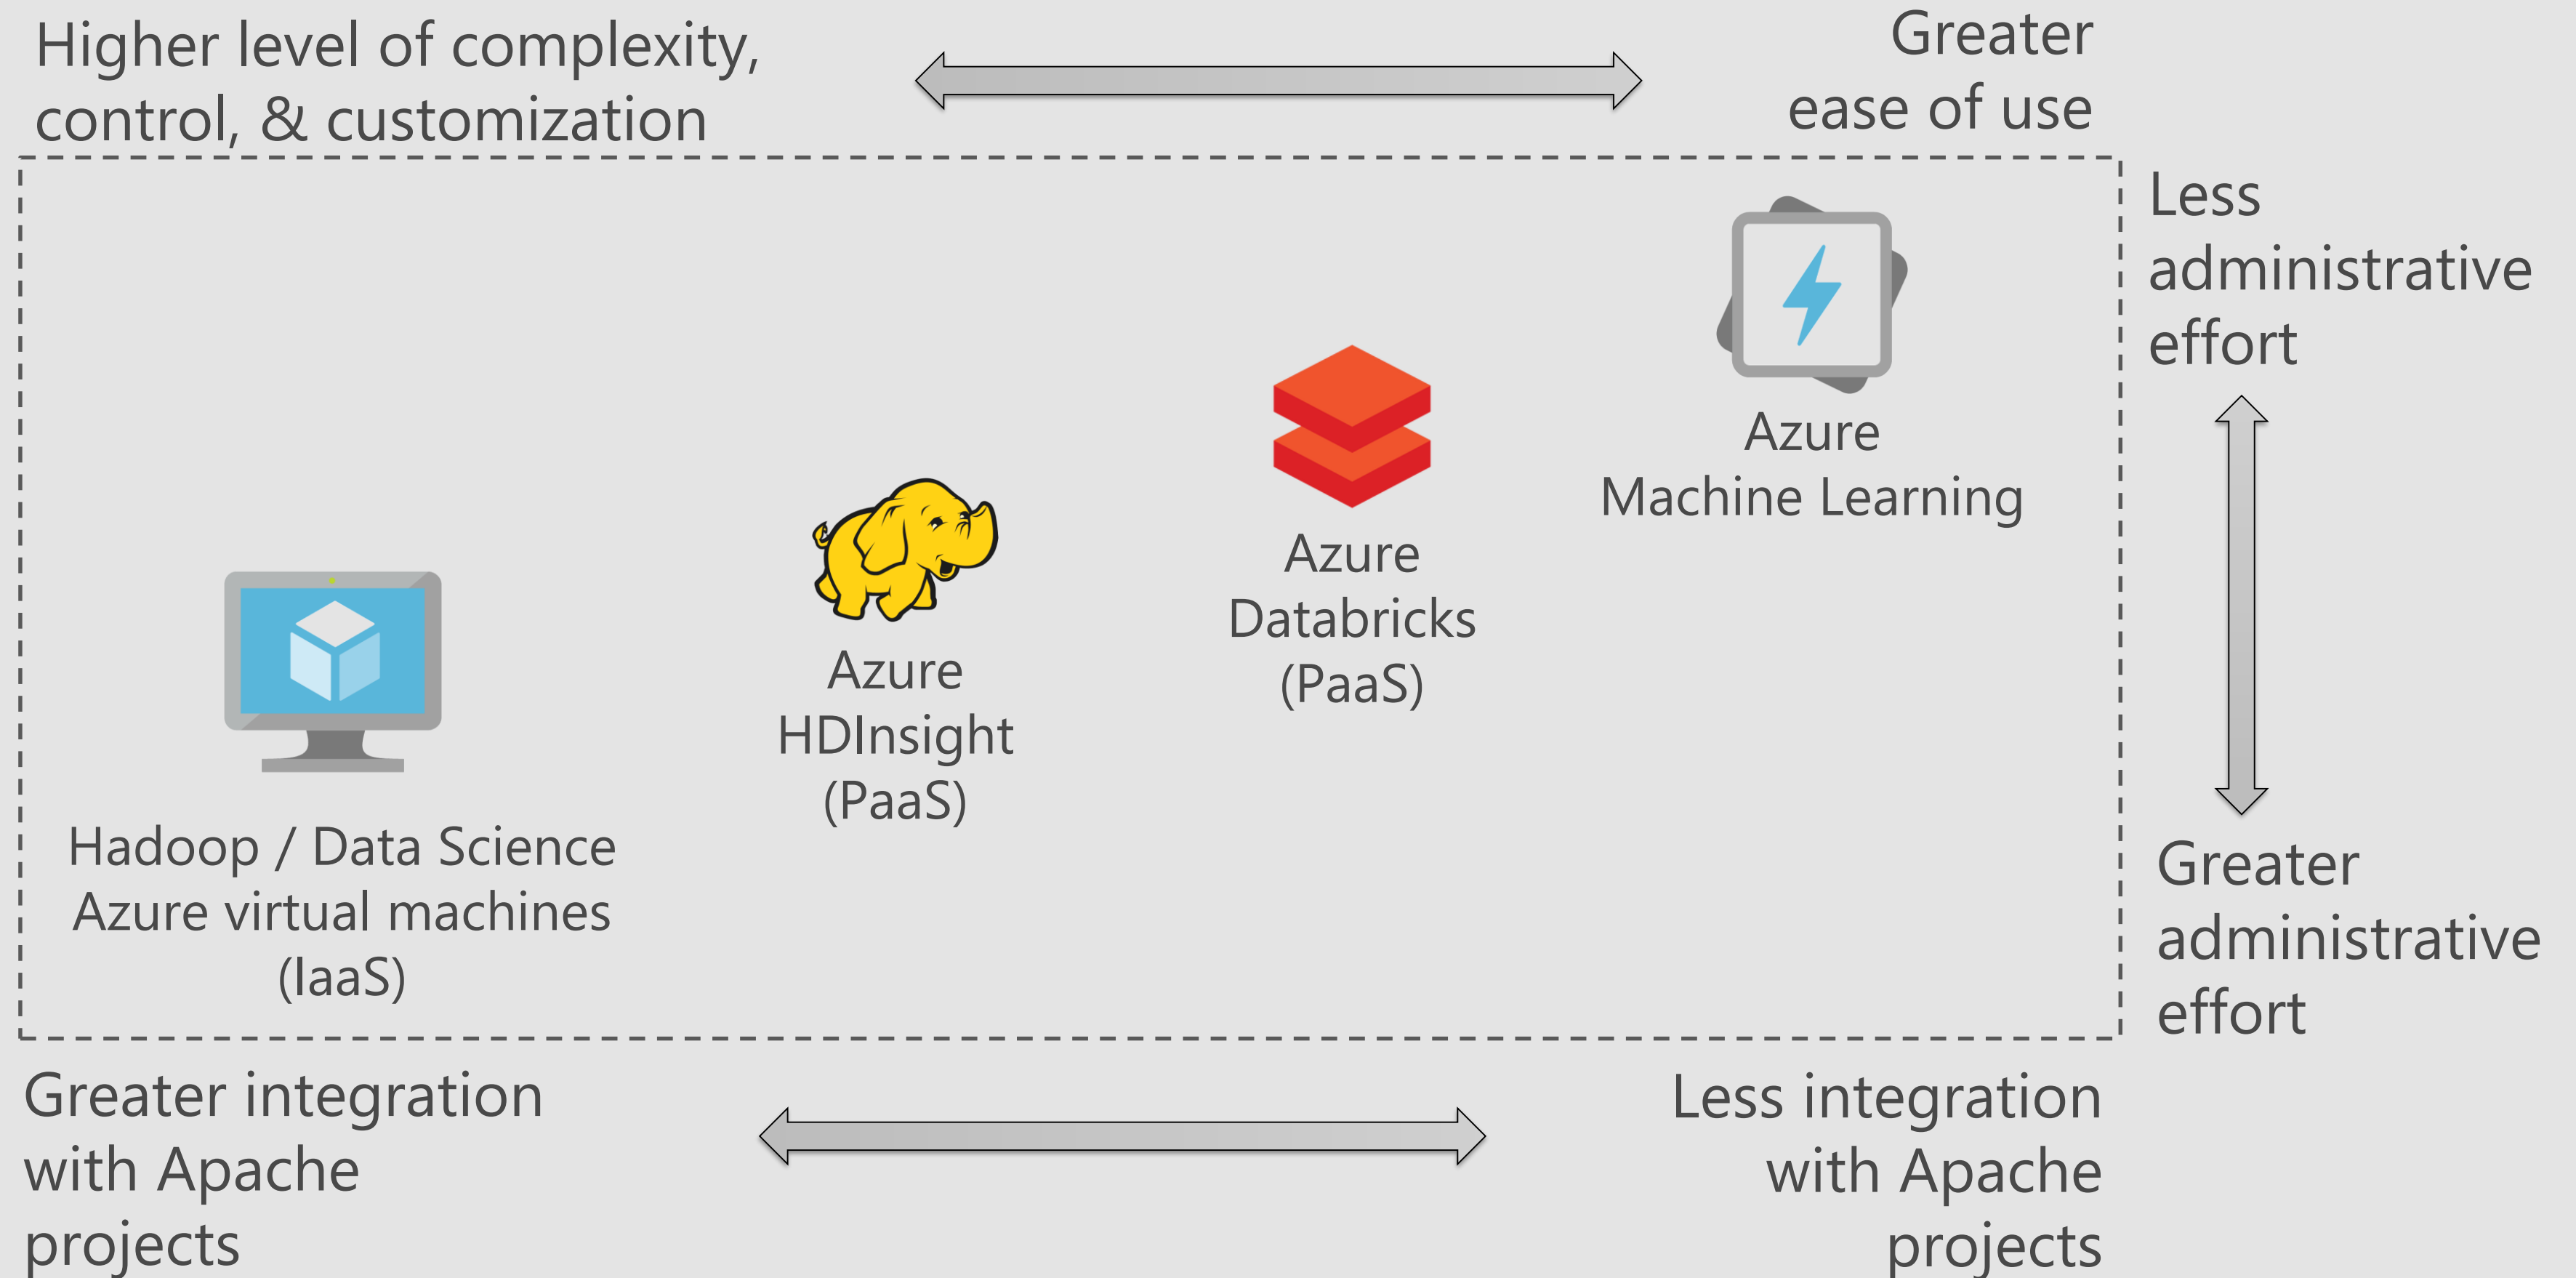 Higher level of complexity,
control, & customization
Greater
ease of use
Less
administrative
effort
Azure
Machine Learning
Azure
Databricks
(PaaS)
Azure
HDInsight
(PaaS)
Hadoop / Data Science
Azure virtual machines
(IaaS)
Greater
administrative
effort
Greater integration
with Apache
projects
Less integration
with Apache
projects